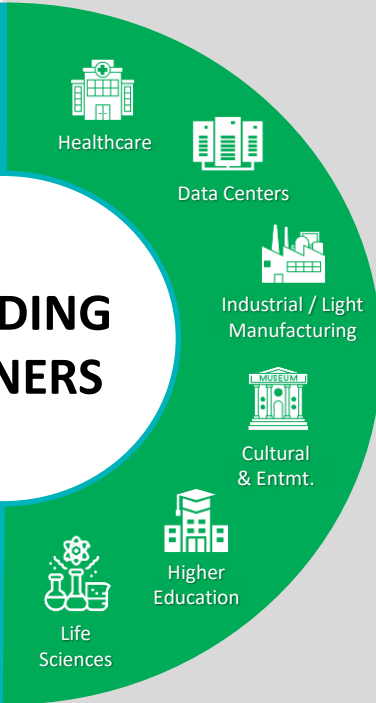 Healthcare
Data Centers
DING
NERS
Industrial / Light
Manufacturing
MUSEUM
Cultural
& Entmt.
Higher
Education
Life
Sciences